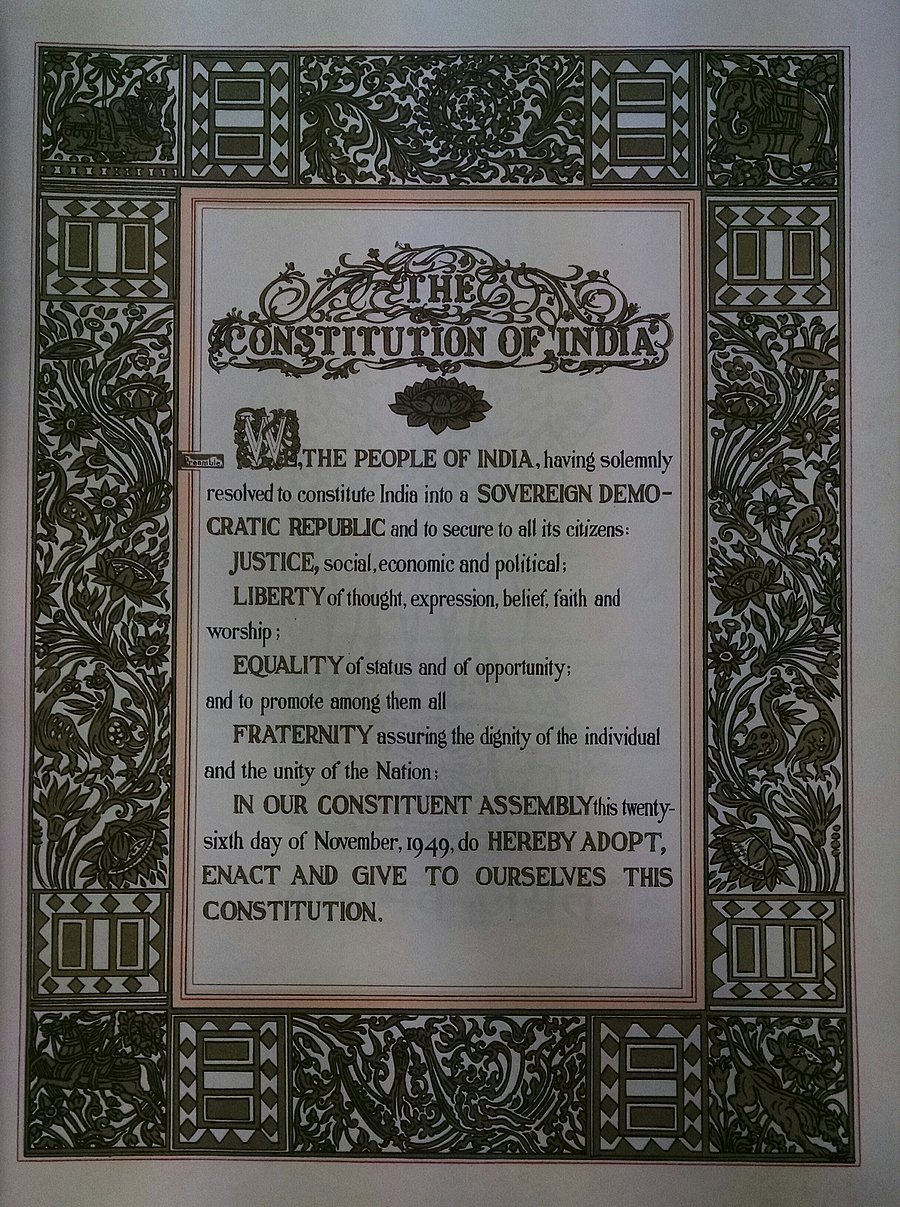 THE
CONSTITUTION OF INDIA
Preamble
WE, THE PEOPLE OF INDIA, having solemnly
resolved to constitute India into a SOVEREIGN DEMO-
CRATIC REPUBLIC and to secure to all its citizens:
JUSTICE, social, economic and political;
LIBERTY of thought, expression, belief, faith and
worship;
EQUALITY of status and of opportunity;
and to promote among them all
FRATERNITY assuring the dignity of the individual
and the unity of the Nation;
IN OUR CONSTITUENT ASSEMBLY this twenty-
sixth day of November, 1949, do HEREBY ADOPT,
ENACT AND GIVE TO OURSELVES THIS
CONSTITUTION.